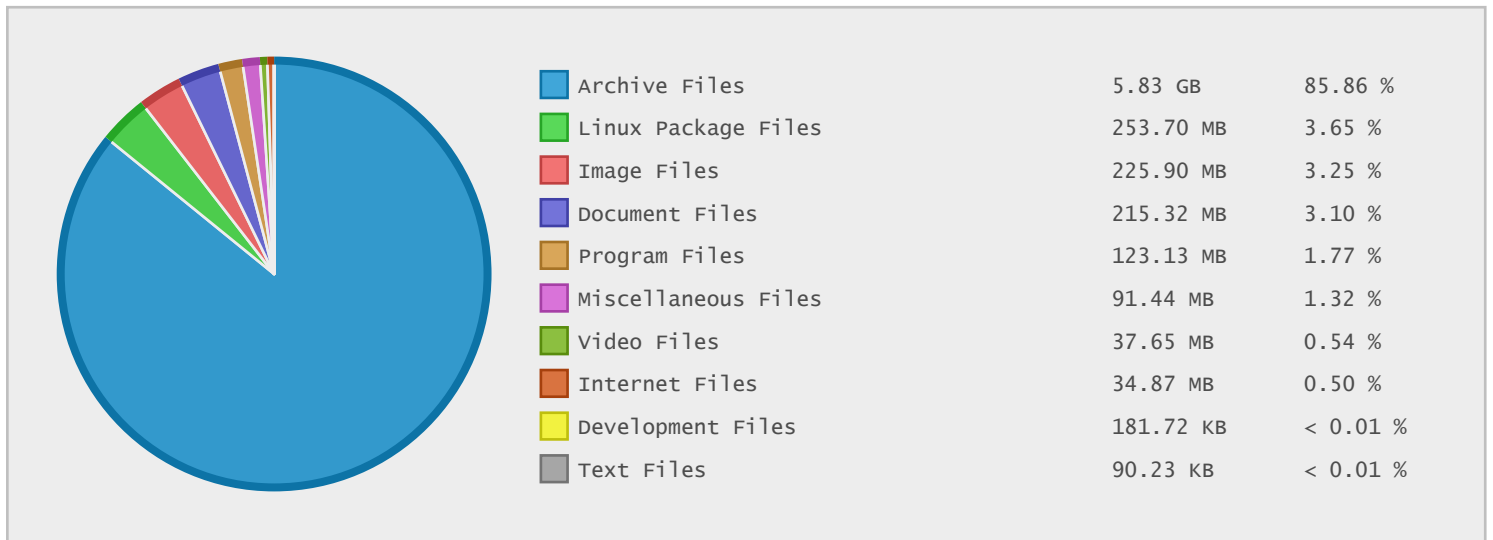 Archive Files 5.83 GB 85.86 %
Linux Package Files 253.70 MB 3.65 %
Image Files 225.90 MB 3.25 %
Document Files 215.32 MB 3.10 %
Program Files 123.13 MB 1.77 %
Miscellaneous Files 91.44 MB 1.32 %
Video Files 37.65 MB 0.54 %
Internet Files 34.87 MB 0.50 %
Development Files 181.72 KB < 0.01 %
Text Files 90.23 KB < 0.01 %